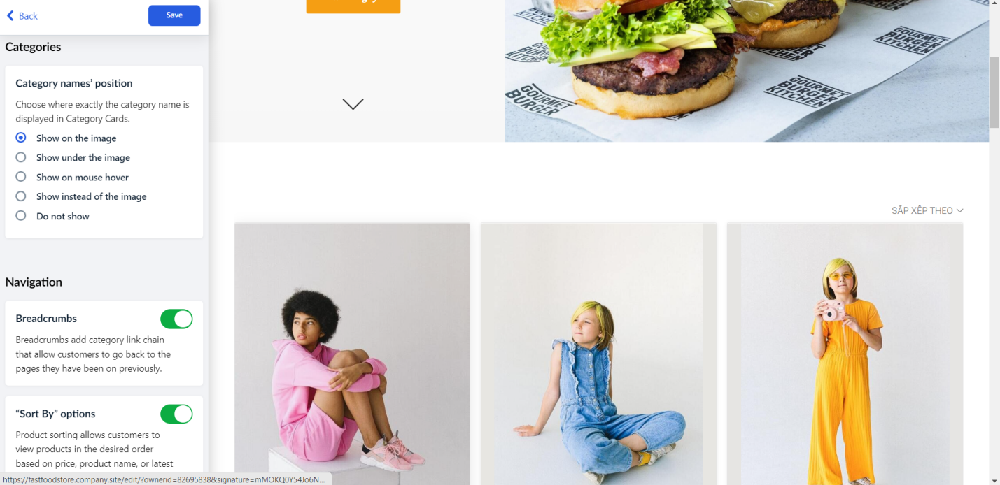 Back
Save
Categories
Category names’ position
Choose where exactly the category name is
displayed in Category Cards.
Show on the image
Show under the image
Show on mouse hover
Show instead of the image
Do not show
Navigation
Breadcrumbs
Breadcrumbs add category link chain
that allow customers to go back to the
pages they have been on previously.
“Sort By” options
Product sorting allows customers to
view products in the desired order
based on price, product name, or latest
https://fastfoodstore.company.site/edit/?ownerid=82695838&signature=mMOKQ0Y54Jo6N...
GOURMET
BURGER
KITCHEN
GOURMET
BURGER
KITCHEN
GOURMET
BURGER
SẮP XẾP THEO